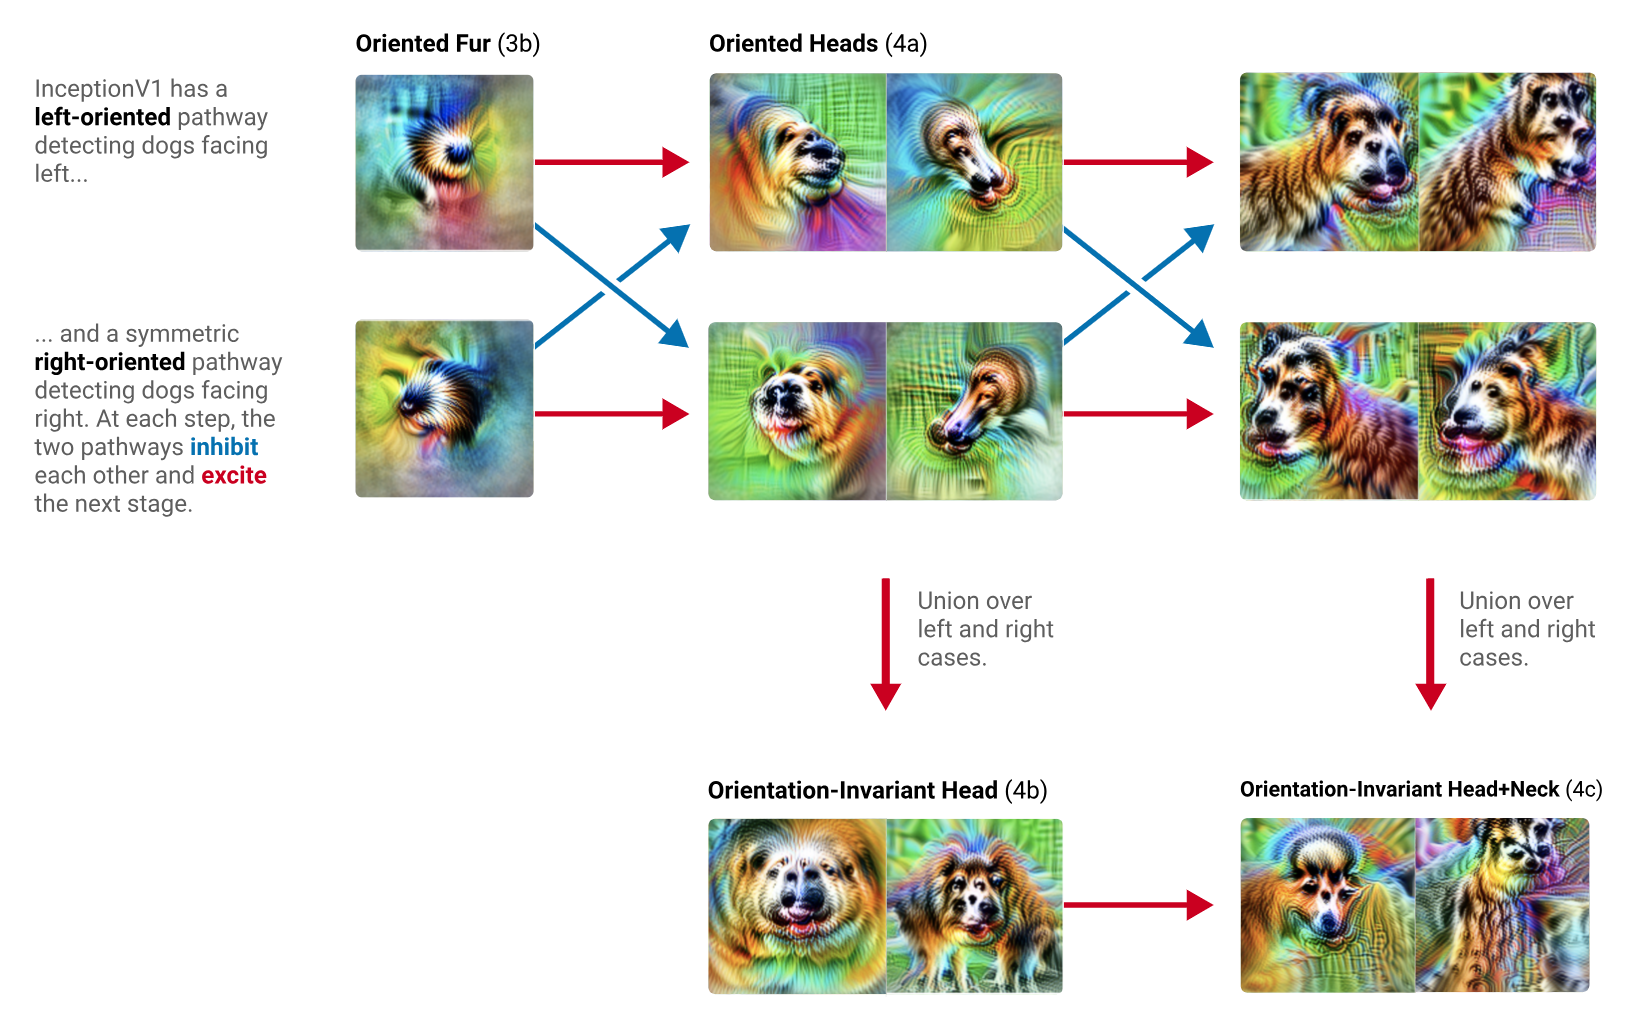 Oriented Fur (3b)
Oriented Heads (4a)
InceptionV1 has a
left-oriented pathway
detecting dogs facing
left...
... and a symmetric
right-oriented pathway
detecting dogs facing
right. At each step, the
two pathways inhibit
each other and excite
the next stage.
Union over
left and right
cases.
Union over
left and right
cases.
Orientation-Invariant Head (4b)
Orientation-Invariant Head+Neck (4c)